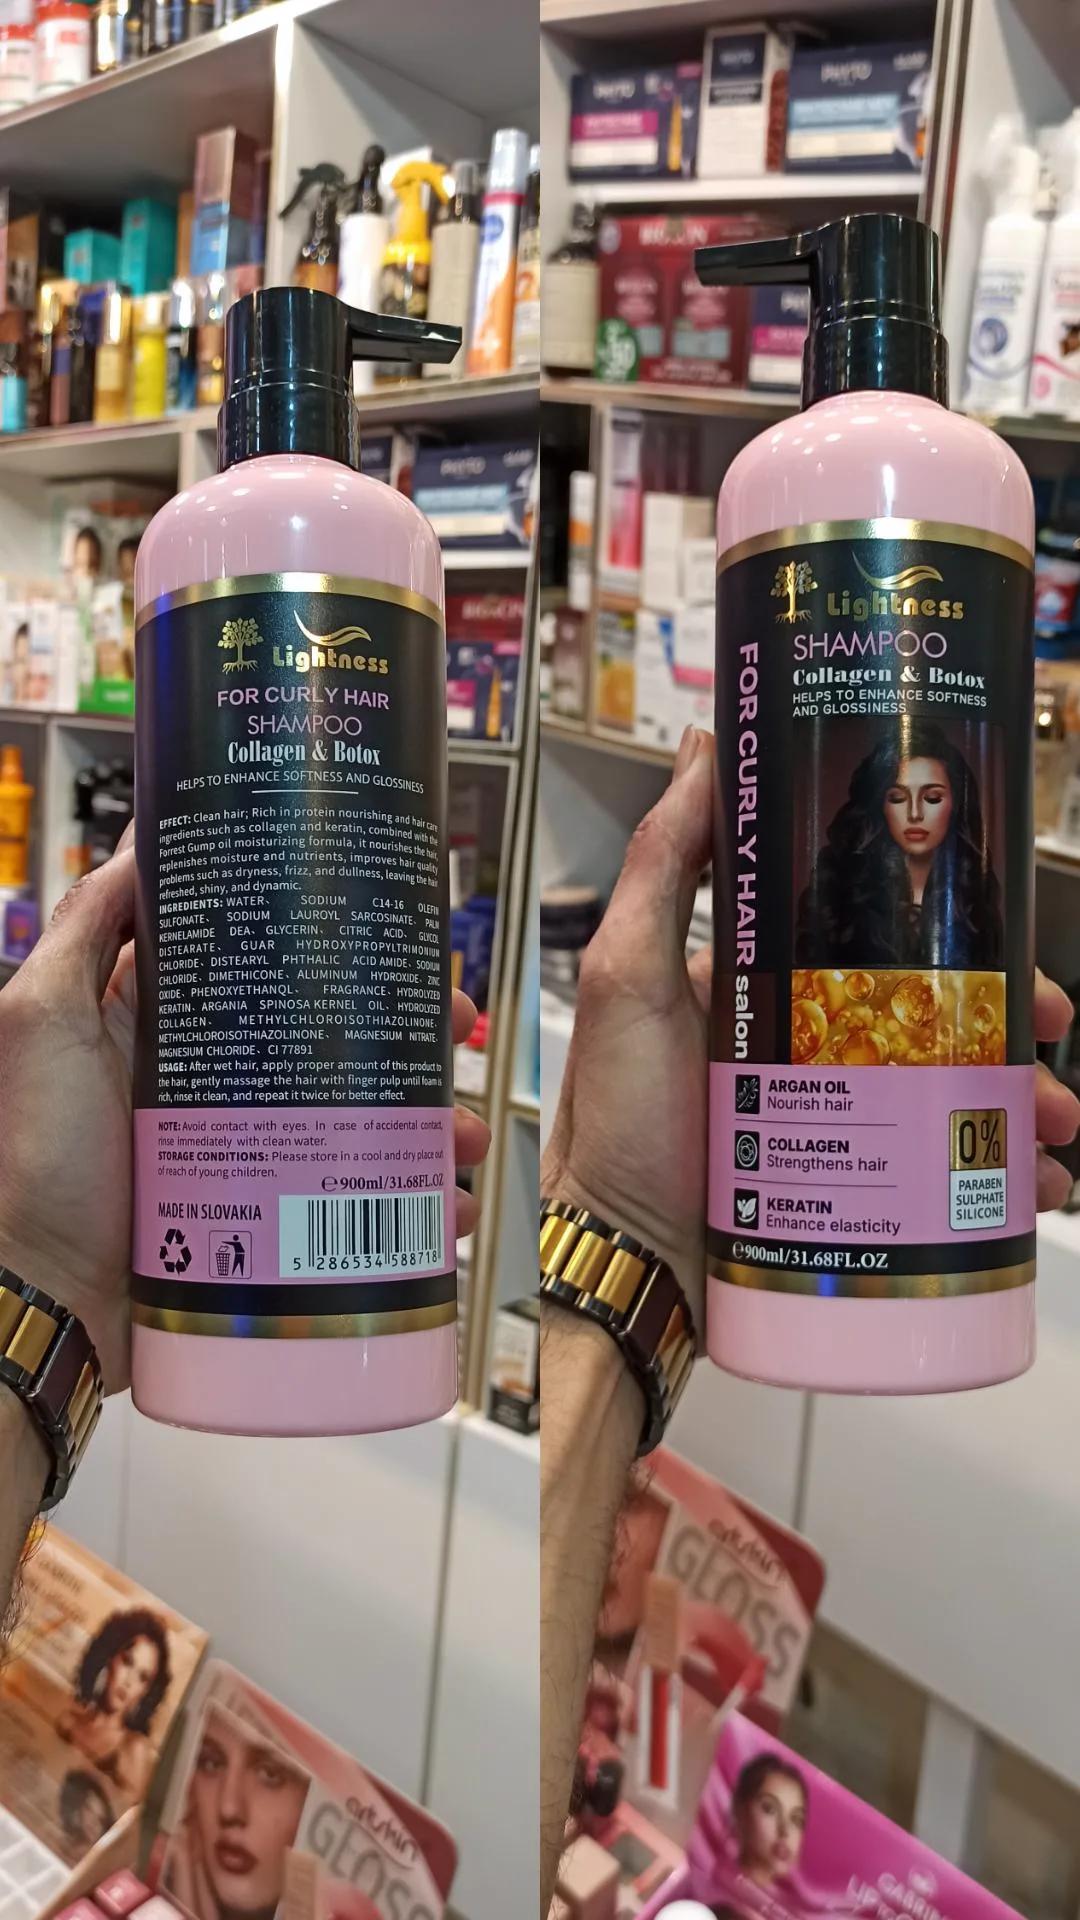 Lightness
FOR CURLY HAIR
SHAMPOO
Collagen & Botox
HELPS TO ENHANCE SOFTNESS AND GLOSSINESS
EFFECT: Clean hair; Rich in protein nourishing and hair care
ingredients such as collagen and keratin, combined with the
Forrest Gump oil moisturizing formula, it nourishes the hair,
replenishes moisture and nutrients, improves hair quality
problems such as dryness, frizz, and dullness, leaving the hair
refreshed, shiny, and dynamic.
INGREDIENTS: WATER、 SODIUM C14-16 OLEFIN
SULFONATE、 SODIUM LAUROYL SARCOSINATE、 PALM
KERNELAMIDE DEA、 GLYCERIN、 CITRIC ACID、 GLYCOL
DISTEARATE、 GUAR HYDROXYPROPYLTRIMONIUM
CHLORIDE、 DISTEARYL PHTHALIC ACID AMIDE、 SODIUM
CHLORIDE、 DIMETHICONE、 ALUMINUM HYDROXIDE、 ZINC
OXIDE、 PHENOXYETHANOL、 FRAGRANCE、 HYDROLYZED
KERATIN、 ARGANIA SPINOSA KERNEL OIL、 HYDROLYZED
COLLAGEN、 METHYLCHLOROISOTHIAZOLINONE、
METHYLCHLOROISOTHIAZOLINONE、 MAGNESIUM NITRATE、
MAGNESIUM CHLORIDE、 CI 77891
USAGE: After wet hair, apply proper amount of this product to
the hair, gently massage the hair with finger pulp until foam is
rich, rinse it clean, and repeat it twice for better effect.
NOTE: Avoid contact with eyes. In case of accidental contact,
rinse immediately with clean water.
STORAGE CONDITIONS: Please store in a cool and dry place out
of reach of young children.
℮900ml/31.68FL.OZ
MADE IN SLOVAKIA
5 286534 588718
artskin
GLOSS
PHYTO
PHYTO
PHYTO
Lightness
SHAMPOO
Collagen & Botox
HELPS TO ENHANCE SOFTNESS
AND GLOSSINESS
FOR CURLY HAIR salon
ARGAN OIL
Nourish hair
COLLAGEN
Strengthens hair
KERATIN
Enhance elasticity
0%
PARABEN
SULPHATE
SILICONE
℮900ml/31.68FL.OZ
GLOSS